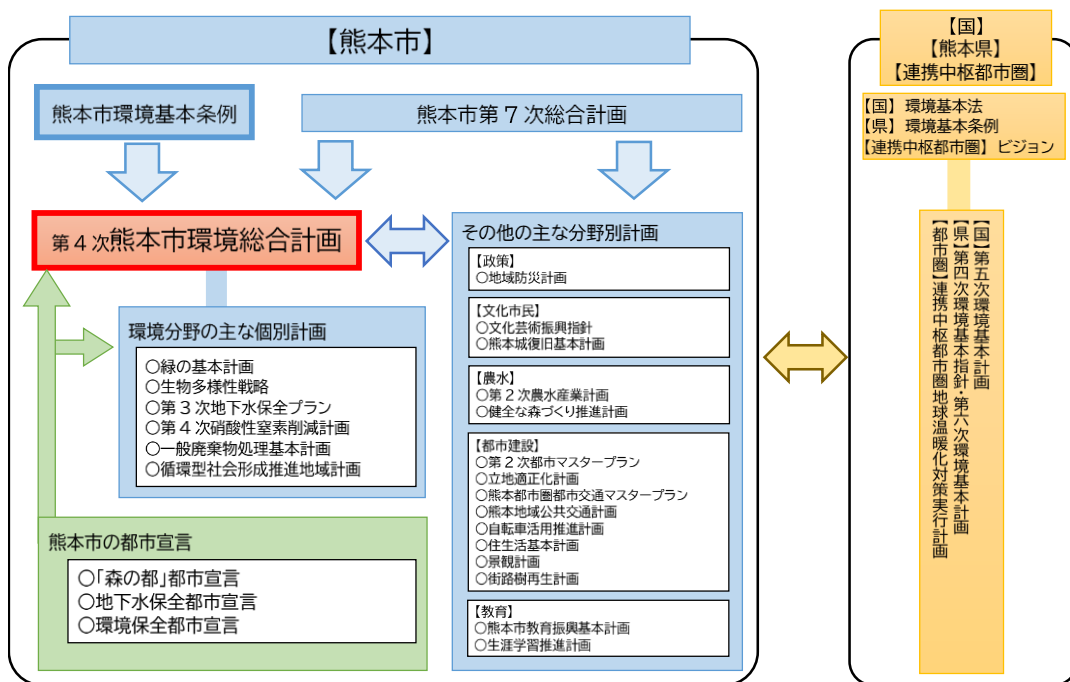 【熊本市】
熊本市環境基本条例
熊本市第７次総合計画
第４次熊本市環境総合計画
環境分野の主な個別計画
○緑の基本計画
○生物多様性戦略
○第３次地下水保全プラン
○第４次硝酸性窒素削減計画
○一般廃棄物処理基本計画
○循環型社会形成推進地域計画
熊本市の都市宣言
○「森の都」都市宣言
○地下水保全都市宣言
○環境保全都市宣言
その他の主な分野別計画
【政策】
○地域防災計画
【文化市民】
○文化芸術振興指針
○熊本城復旧基本計画
【農水】
○第２次農水産業計画
○健全な森づくり推進計画
【都市建設】
○第２次都市マスタープラン
○立地適正化計画
○熊本都市圏都市交通マスタープラン
○熊本地域公共交通計画
○自転車活用推進計画
○住生活基本計画
○景観計画
○街路樹再生計画
【教育】
○熊本市教育振興基本計画
○生涯学習推進計画
【国】
【熊本県】
【連携中枢都市圏】
【国】環境基本法
【県】環境基本条例
【連携中枢都市圏】ビジョン
【国】第五次環境基本計画
【県】第四次環境基本指針・第六次環境基本計画
【都市圏】連携中枢都市圏地球温暖化対策実行計画